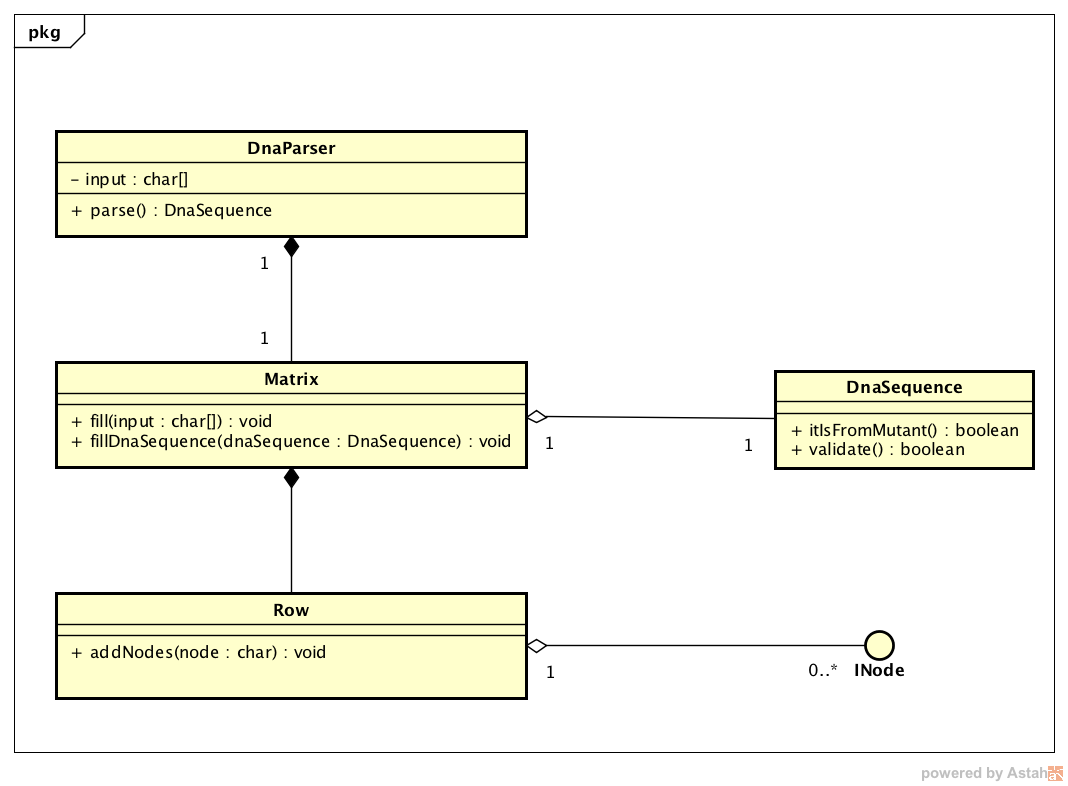 pkg
DnaParser
- input : char[]
+ parse() : DnaSequence
1
1
Matrix
+ fill(input : char[]) : void
+ fillDnaSequence(dnaSequence : DnaSequence) : void
1
1
DnaSequence
+ itIsFromMutant() : boolean
+ validate() : boolean
Row
+ addNodes(node : char) : void
1
0..*
INode
powered by Astah